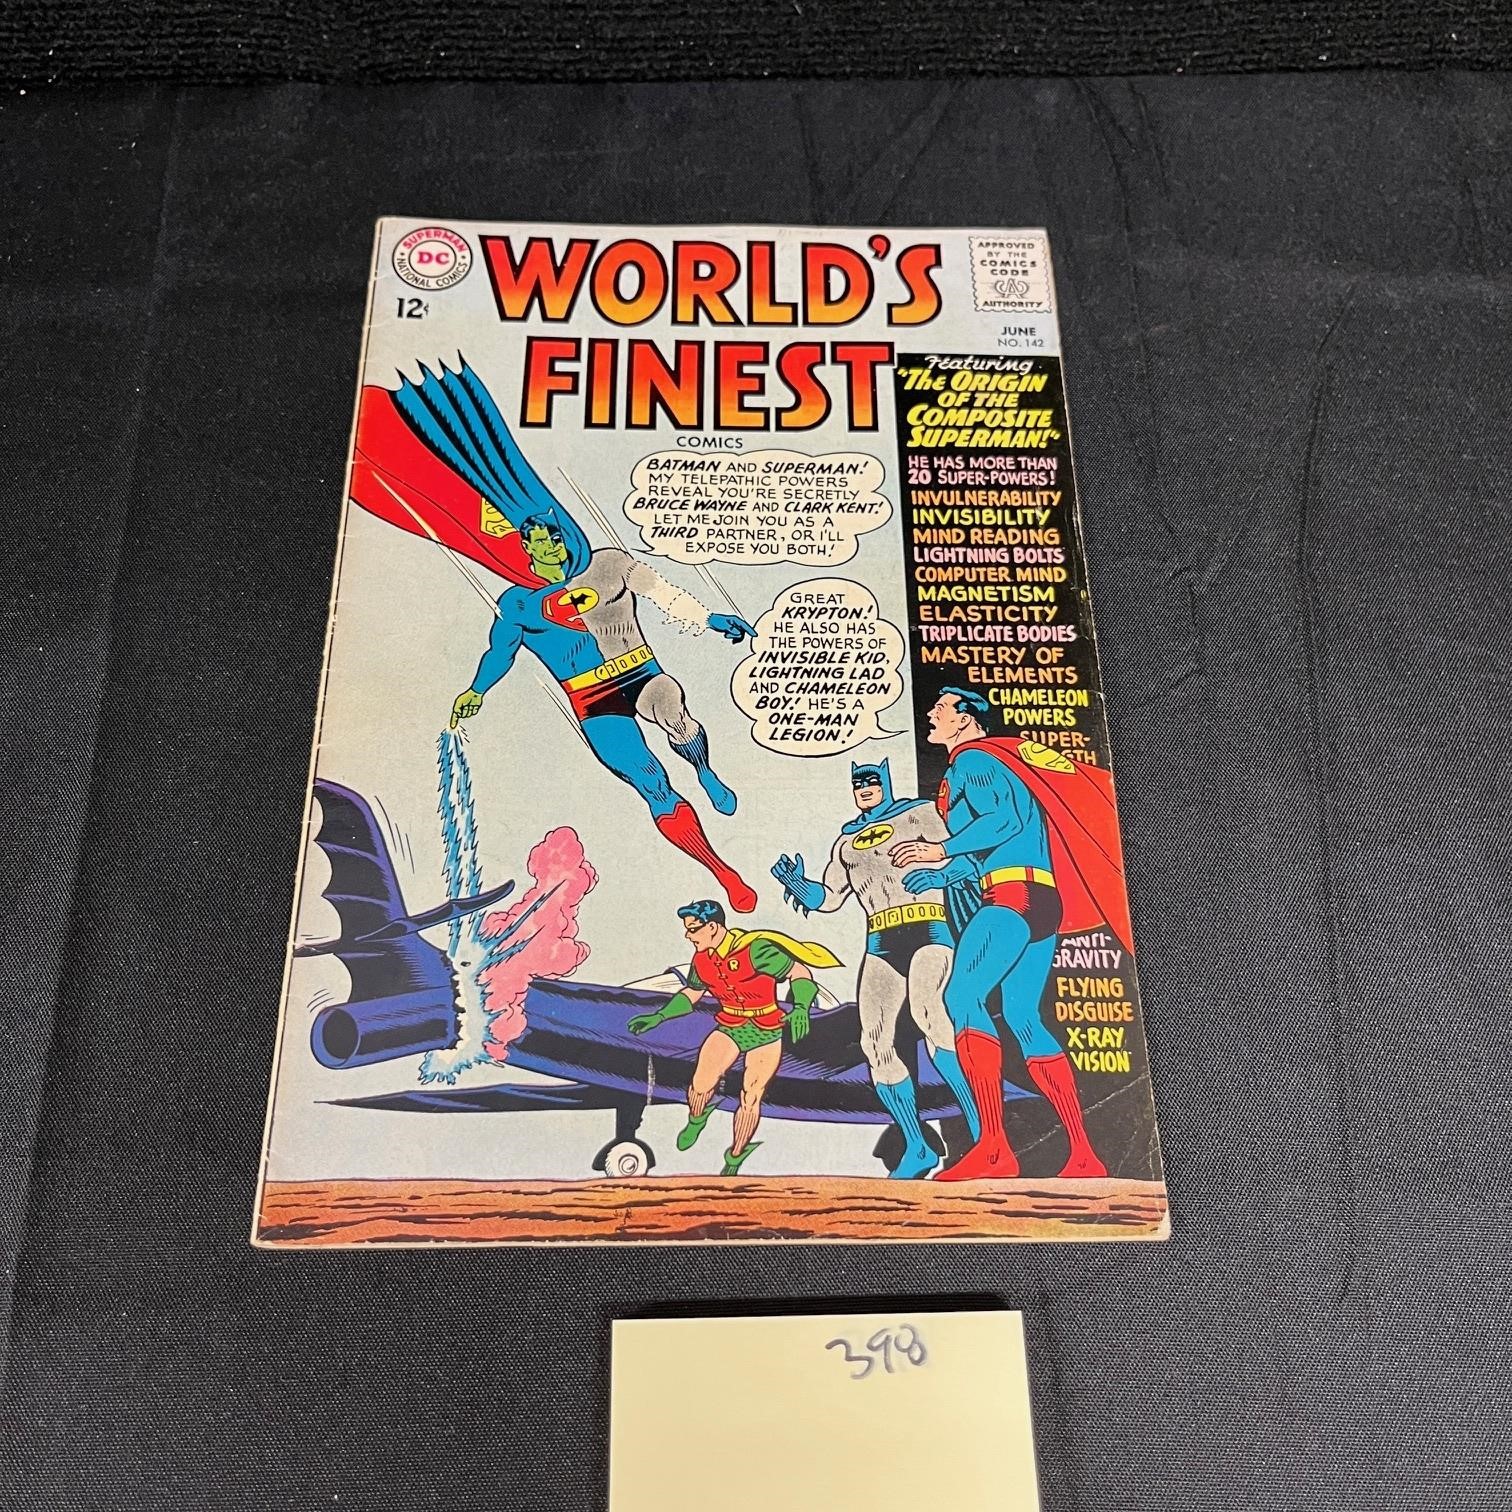 SUPERMAN
DC
NATIONAL COMICS
12¢
WORLD'S
FINEST
COMICS
APPROVED
BY THE
COMICS
CODE
CA
AUTHORITY
JUNE
NO. 142
Featuring
"The ORIGIN
OF THE
COMPOSITE
SUPERMAN!"
HE HAS MORE THAN
20 SUPER-POWERS!
INVULNERABILITY
INVISIBILITY
MIND READING
LIGHTNING BOLTS
COMPUTER MIND
MAGNETISM
ELASTICITY
TRIPLICATE BODIES
MASTERY OF
ELEMENTS
CHAMELEON
POWERS
SUPER-
GTH
ANTI-
GRAVITY
FLYING
DISGUISE
X-RAY
VISION
BATMAN AND SUPERMAN!
MY TELEPATHIC POWERS
REVEAL YOU'RE SECRETLY
BRUCE WAYNE AND CLARK KENT!
LET ME JOIN YOU AS A
THIRD PARTNER, OR I'LL
EXPOSE YOU BOTH!
GREAT
KRYPTON!
HE ALSO HAS
THE POWERS OF
INVISIBLE KID,
LIGHTNING LAD
AND CHAMELEON
BOY! HE'S A
ONE-MAN
LEGION!
R
398